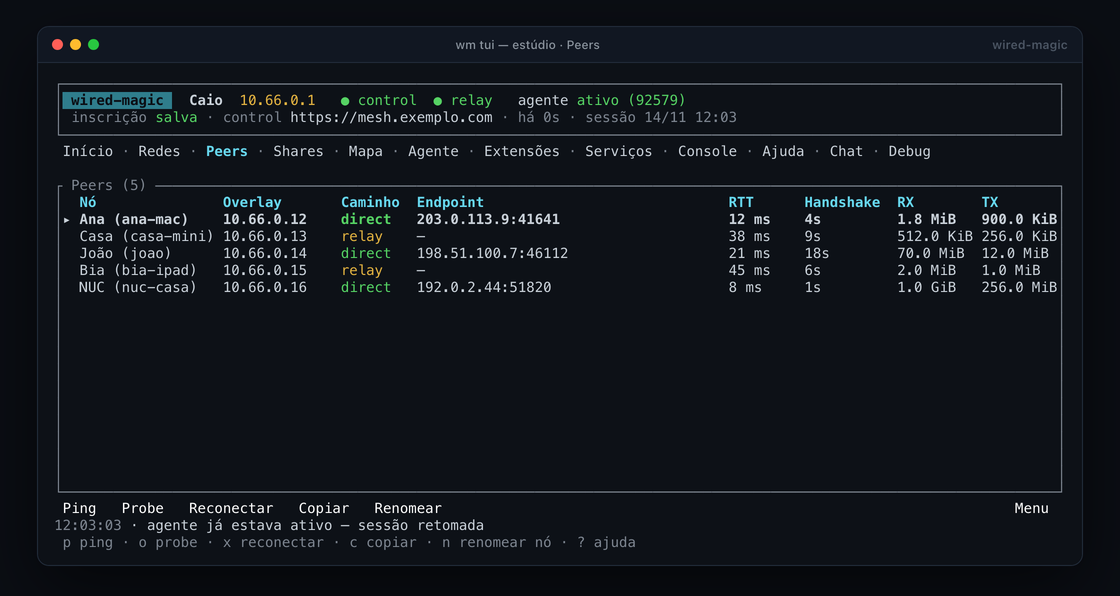 wm tui — estúdio · Peers
wired-magic
wired-magic Caio 10.66.0.1 ● control ● relay agente ativo (92579)
inscrição salva · control https://mesh.exemplo.com · há 0s · sessão 14/11 12:03
Início · Redes · Peers · Shares · Mapa · Agente · Extensões · Serviços · Console · Ajuda · Chat · Debug
Peers (5)
Nó Overlay Caminho Endpoint RTT Handshake RX TX
▸ Ana (ana-mac) 10.66.0.12 direct 203.0.113.9:41641 12 ms 4s 1.8 MiB 900.0 KiB
Casa (casa-mini) 10.66.0.13 relay — 38 ms 9s 512.0 KiB 256.0 KiB
João (joao) 10.66.0.14 direct 198.51.100.7:46112 21 ms 18s 70.0 MiB 12.0 MiB
Bia (bia-ipad) 10.66.0.15 relay — 45 ms 6s 2.0 MiB 1.0 MiB
NUC (nuc-casa) 10.66.0.16 direct 192.0.2.44:51820 8 ms 1s 1.0 GiB 256.0 MiB
Ping Probe Reconectar Copiar Renomear Menu
12:03:03 · agente já estava ativo — sessão retomada
p ping · o probe · x reconectar · c copiar · n renomear nó · ? ajuda